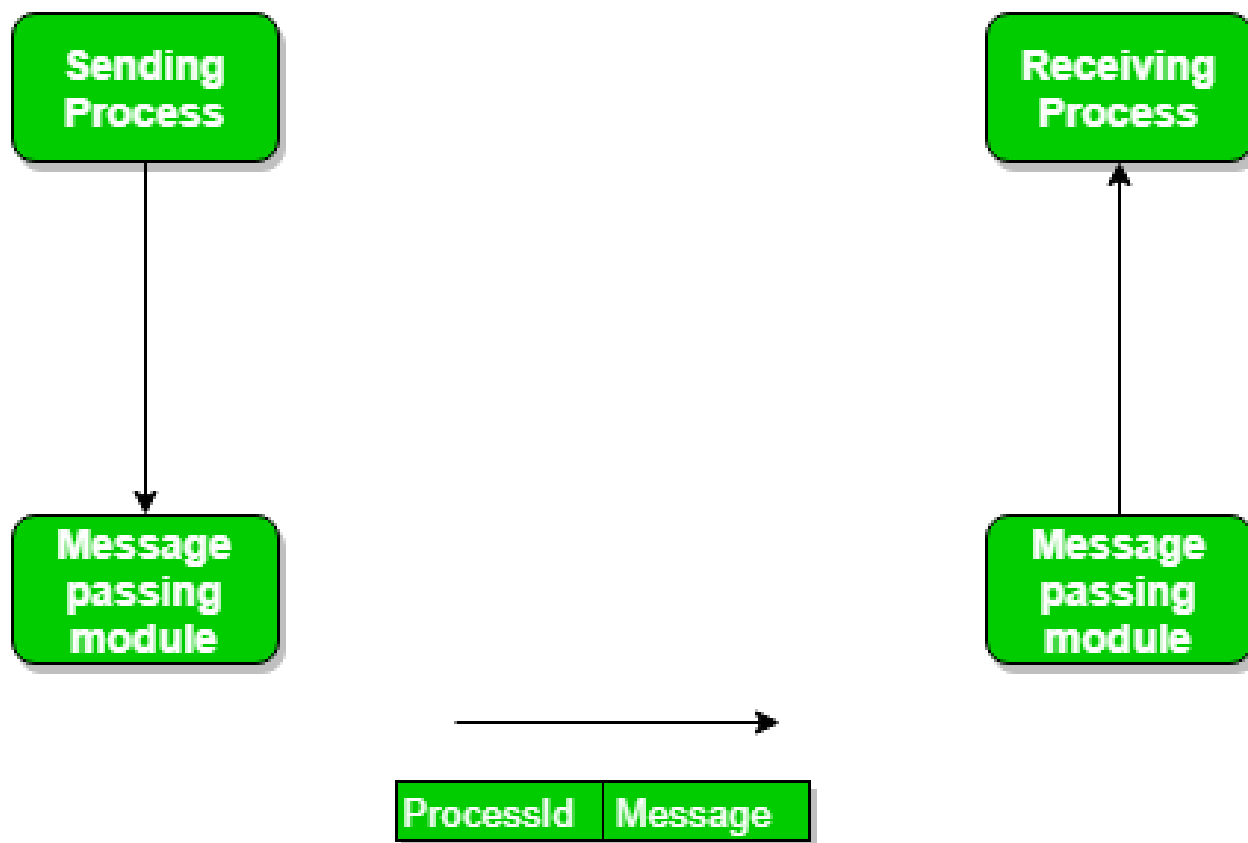 Sending
Process
Receiving
Process
Message
passing
module
Message
passing
module
ProcessId
Message